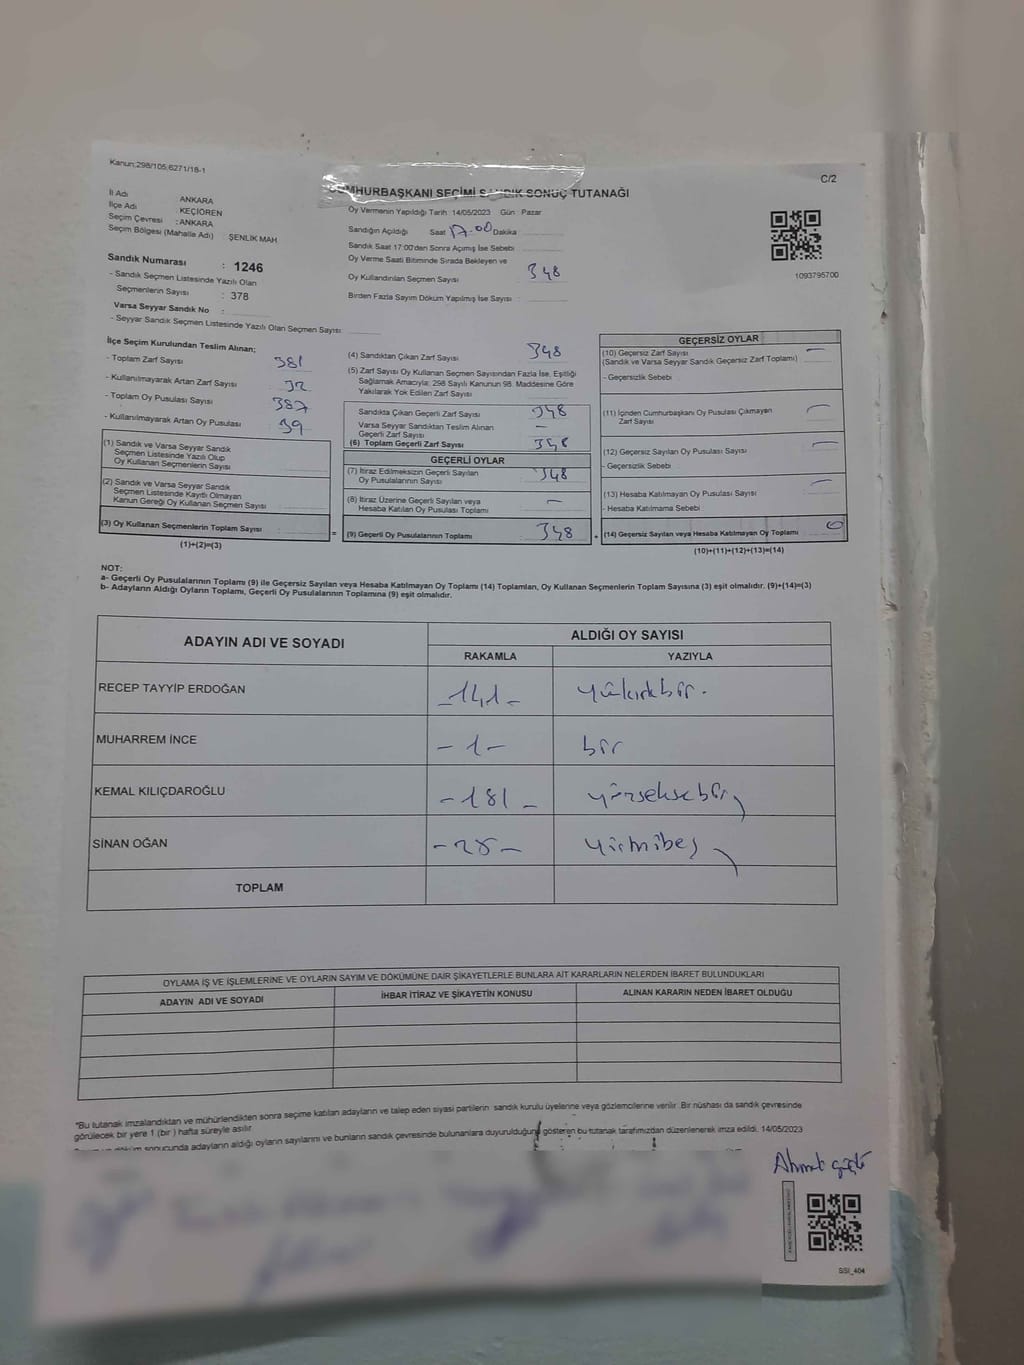 Kanun:298/105,6271/18-1
C/2
CUMHURBAŞKANI SEÇİMİ SANDIK SONUÇ TUTANAĞI
İl Adı : ANKARA
İlçe Adı : KEÇİÖREN
Seçim Çevresi : ANKARA
Seçim Bölgesi (Mahalle Adı) : ŞENLİK MAH
Oy Vermenin Yapıldığı Tarih 14/05/2023 Gün Pazar
Sandığın Açıldığı Saat 17.00 Dakika
Sandık Saat 17:00'den Sonra Açımış İse Sebebi
Oy Verme Saati Bitiminde Sırada Bekleyen ve
Oy Kullandırılan Seçmen Sayısı 348
Birden Fazla Sayım Döküm Yapılmış İse Sayısı
1093795700
Sandık Numarası : 1246
- Sandık Seçmen Listesinde Yazılı Olan
Seçmenlerin Sayısı : 378
Varsa Seyyar Sandık No :
- Seyyar Sandık Seçmen Listesinde Yazılı Olan Seçmen Sayısı:
İlçe Seçim Kurulundan Teslim Alınan;
- Toplam Zarf Sayısı 381
- Kullanılmayarak Artan Zarf Sayısı 32
- Toplam Oy Pusulası Sayısı 387
- Kullanılmayarak Artan Oy Pusulası 39
(1) Sandık ve Varsa Seyyar Sandık
Seçmen Listesinde Yazılı Olup
Oy Kullanan Seçmenlerin Sayısı
(2) Sandık ve Varsa Seyyar Sandık
Seçmen Listesinde Kayıtlı Olmayan
Kanun Gereği Oy Kullanan Seçmen Sayısı
(3) Oy Kullanan Seçmenlerin Toplam Sayısı
(1)+(2)=(3)
(4) Sandıktan Çıkan Zarf Sayısı 348
(5) Zarf Sayısı Oy Kullanan Seçmen Sayısından Fazla İse, Eşitliği
Sağlamak Amacıyla; 298 Sayılı Kanunun 98. Maddesine Göre
Yakılarak Yok Edilen Zarf Sayısı
Sandıkta Çıkan Geçerli Zarf Sayısı 348
Varsa Seyyar Sandıktan Teslim Alınan
Geçerli Zarf Sayısı –
(6) Toplam Geçerli Zarf Sayısı 348
GEÇERLİ OYLAR
(7) İtiraz Edilmeksizin Geçerli Sayılan
Oy Pusulalarının Sayısı 348
(8) İtiraz Üzerine Geçerli Sayılan veya
Hesaba Katılan Oy Pusulası Toplamı –
= (9) Geçerli Oy Pusulalarının Toplamı 348
GEÇERSİZ OYLAR
(10) Geçersiz Zarf Sayısı –
(Sandık ve Varsa Seyyar Sandık Geçersiz Zarf Toplamı)
- Geçersizlik Sebebi
(11) İçinden Cumhurbaşkanı Oy Pusulası Çıkmayan
Zarf Sayısı –
(12) Geçersiz Sayılan Oy Pusulası Sayısı –
- Geçersizlik Sebebi
(13) Hesaba Katılmayan Oy Pusulası Sayısı –
- Hesaba Katılmama Sebebi
+ (14) Geçersiz Sayılan veya Hesaba Katılmayan Oy Toplamı 0
(10)+(11)+(12)+(13)=(14)
NOT:
a- Geçerli Oy Pusulalarının Toplamı (9) ile Geçersiz Sayılan veya Hesaba Katılmayan Oy Toplamı (14) Toplamları, Oy Kullanan Seçmenlerin Toplam Sayısına (3) eşit olmalıdır. (9)+(14)=(3)
b- Adayların Aldığı Oyların Toplamı, Geçerli Oy Pusulalarının Toplamına (9) eşit olmalıdır.
ADAYIN ADI VE SOYADI ALDIĞI OY SAYISI
RAKAMLA YAZIYLA
RECEP TAYYİP ERDOĞAN – 141 – yüzkırkbir.
MUHARREM İNCE – 1 – bir
KEMAL KILIÇDAROĞLU – 181 – yüzseksebir
SİNAN OĞAN – 25 – yirmibeş
TOPLAM
OYLAMA İŞ VE İŞLEMLERİNE VE OYLARIN SAYIM VE DÖKÜMÜNE DAİR ŞİKAYETLERLE BUNLARA AİT KARARLARIN NELERDEN İBARET BULUNDUKLARI
ADAYIN ADI VE SOYADI İHBAR İTİRAZ VE ŞİKAYETİN KONUSU ALINAN KARARIN NEDEN İBARET OLDUĞU
*Bu tutanak imzalandıktan ve mühürlendikten sonra seçime katılan adayların ve talep eden siyasi partilerin sandık kurulu üyelerine veya gözlemcilerine verilir. Bir nüshası da sandık çevresinde
görülecek bir yere 1 (bir ) hafta süreyle asılır.
sonucunda adayların aldığı oyların sayılarını ve bunların sandık çevresinde bulunanlara duyurulduğunu gösteren bu tutanak tarafımızdan düzenlenerek imza edildi. 14/05/2023
Ahmet
SSI_404